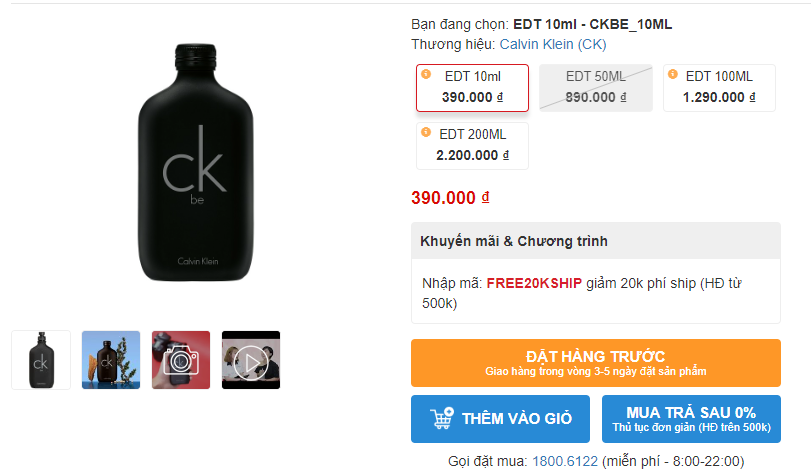 Bạn đang chọn: EDT 10ml - CKBE_10ML
Thương hiệu: Calvin Klein (CK)
EDT 10ml
390.000 ₫
EDT 50ML
890.000 ₫
EDT 100ML
1.290.000 ₫
EDT 200ML
2.200.000 ₫
390.000 ₫
Khuyến mãi & Chương trình
Nhập mã: FREE20KSHIP giảm 20k phí ship (HĐ từ
500k)
ĐẶT HÀNG TRƯỚC
Giao hàng trong vòng 3-5 ngày đặt sản phẩm
THÊM VÀO GIỎ
MUA TRẢ SAU 0%
Thủ tục đơn giản (HĐ trên 500k)
Gọi đặt mua: 1800.6122 (miễn phí - 8:00-22:00)
ck
be
Calvin Klein
ck
ck